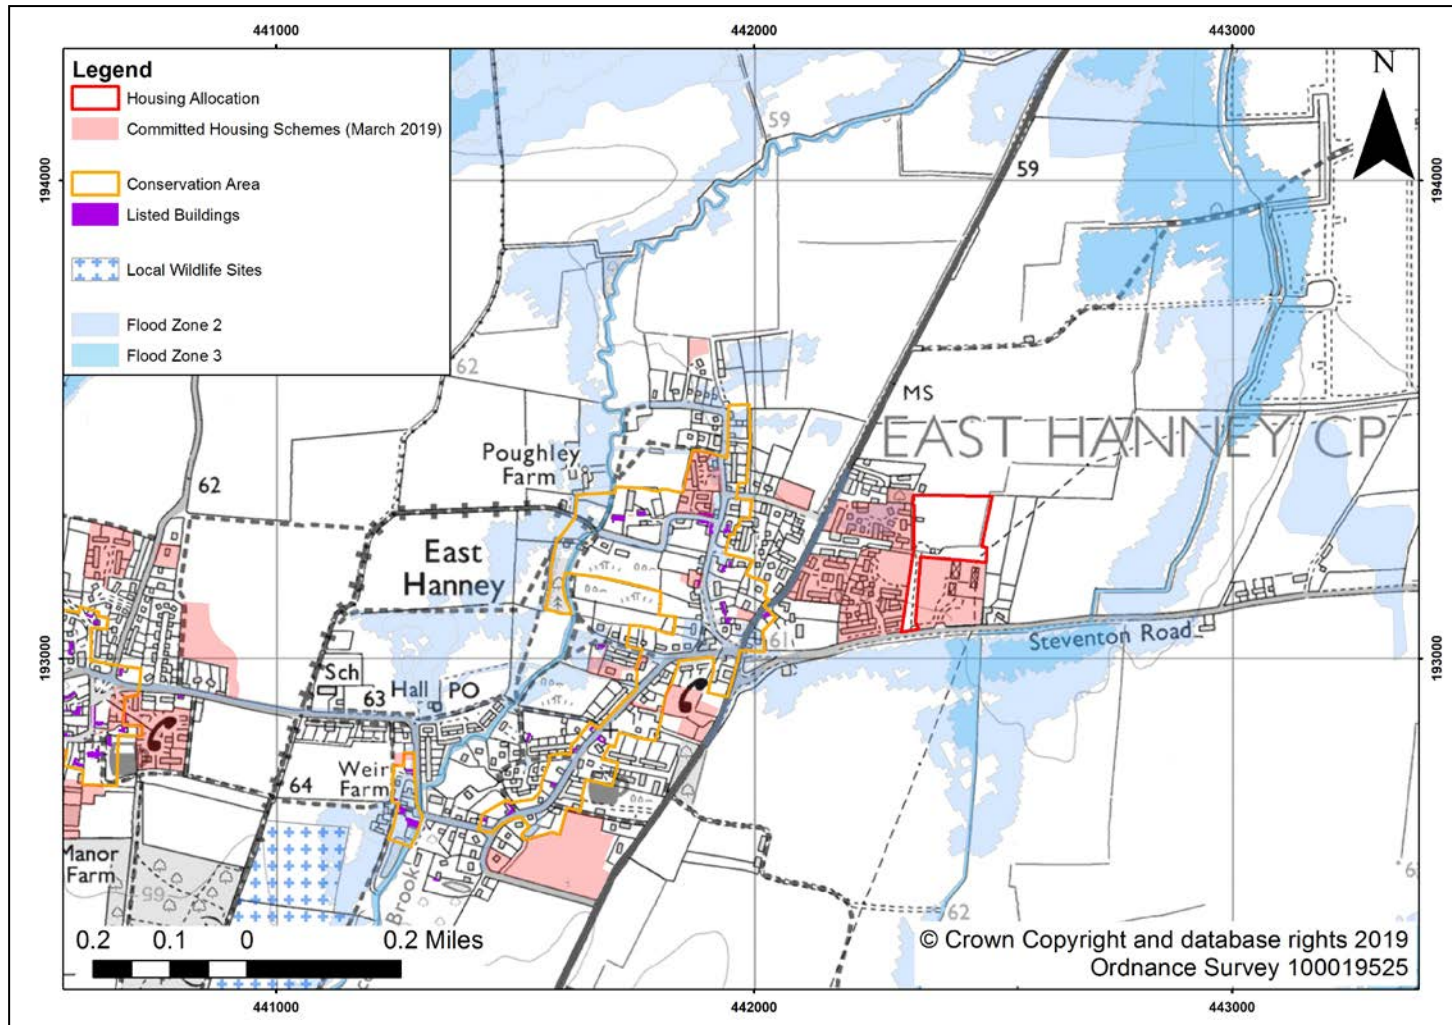 441000
442000
443000
Legend
Housing Allocation
Committed Housing Schemes (March 2019)
Conservation Area
Listed Buildings
Local Wildlife Sites
Flood Zone 2
Flood Zone 3
N
59
59
194000
194000
62
MS
EAST HANNEY CP
Poughley
Farm
62
East
Hanney
61
Steventon Road
193000
193000
Sch
Hall
PO
63
Weir
Farm
64
Manor
Farm
66
Brook
62
0.2
0.1
0
0.2 Miles
© Crown Copyright and database rights 2019
Ordnance Survey 100019525
441000
442000
443000